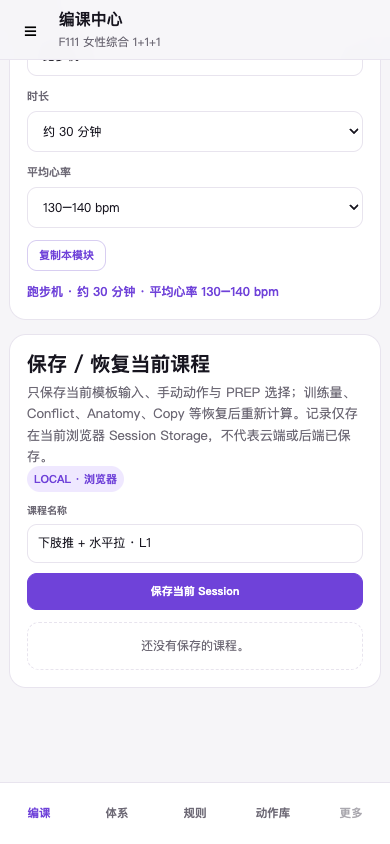 编课中心
F111 女性综合 1+1+1
时长
约 30 分钟
平均心率
130–140 bpm
复制本模块
跑步机 · 约 30 分钟 · 平均心率 130–140 bpm
保存 / 恢复当前课程
只保存当前模板输入、手动动作与 PREP 选择；训练量、
Conflict、Anatomy、Copy 等恢复后重新计算。记录仅存
在当前浏览器 Session Storage，不代表云端或后端已保
存。
LOCAL · 浏览器
课程名称
下肢推 + 水平拉 · L1
保存当前 Session
还没有保存的课程。
编课
体系
规则
动作库
更多